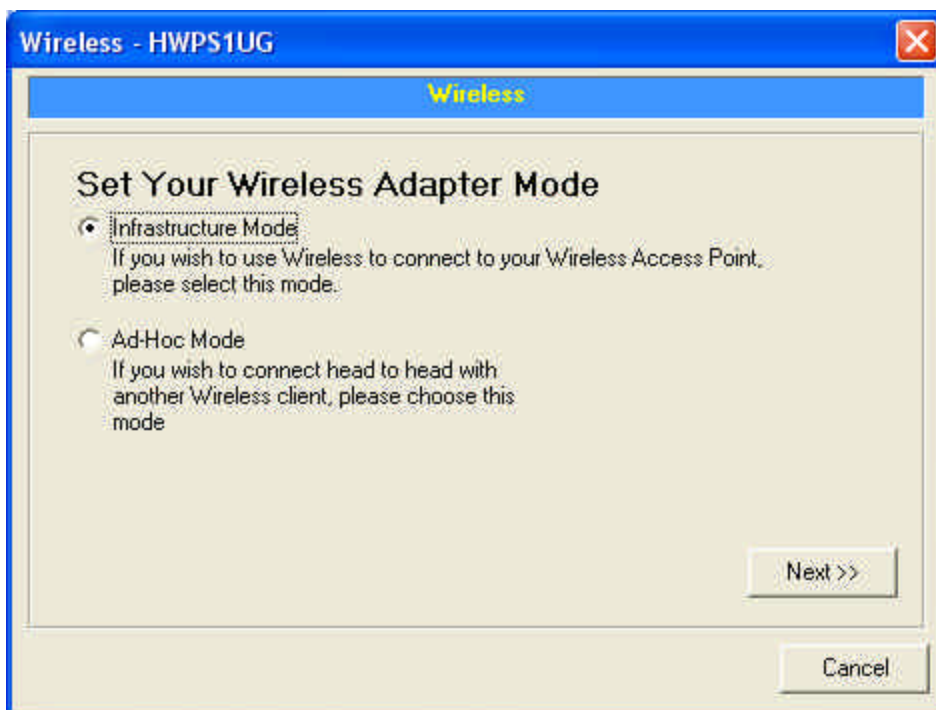 Wireless - HWPS1UG
Wireless
Set Your Wireless Adapter Mode
Infrastructure Mode
If you wish to use Wireless to connect to your Wireless Access Point,
please select this mode.
Ad-Hoc Mode
If you wish to connect head to head with
another Wireless client, please choose this
mode
Next >>
Cancel